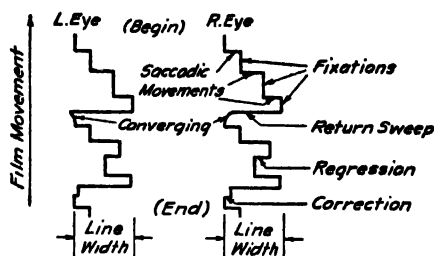 L.Eye (Begin) R.Eye
Film Movement
Saccadic
Movements
Fixations
Converging
Return Sweep
Regression
(End)
Correction
Line
Width
Line
Width